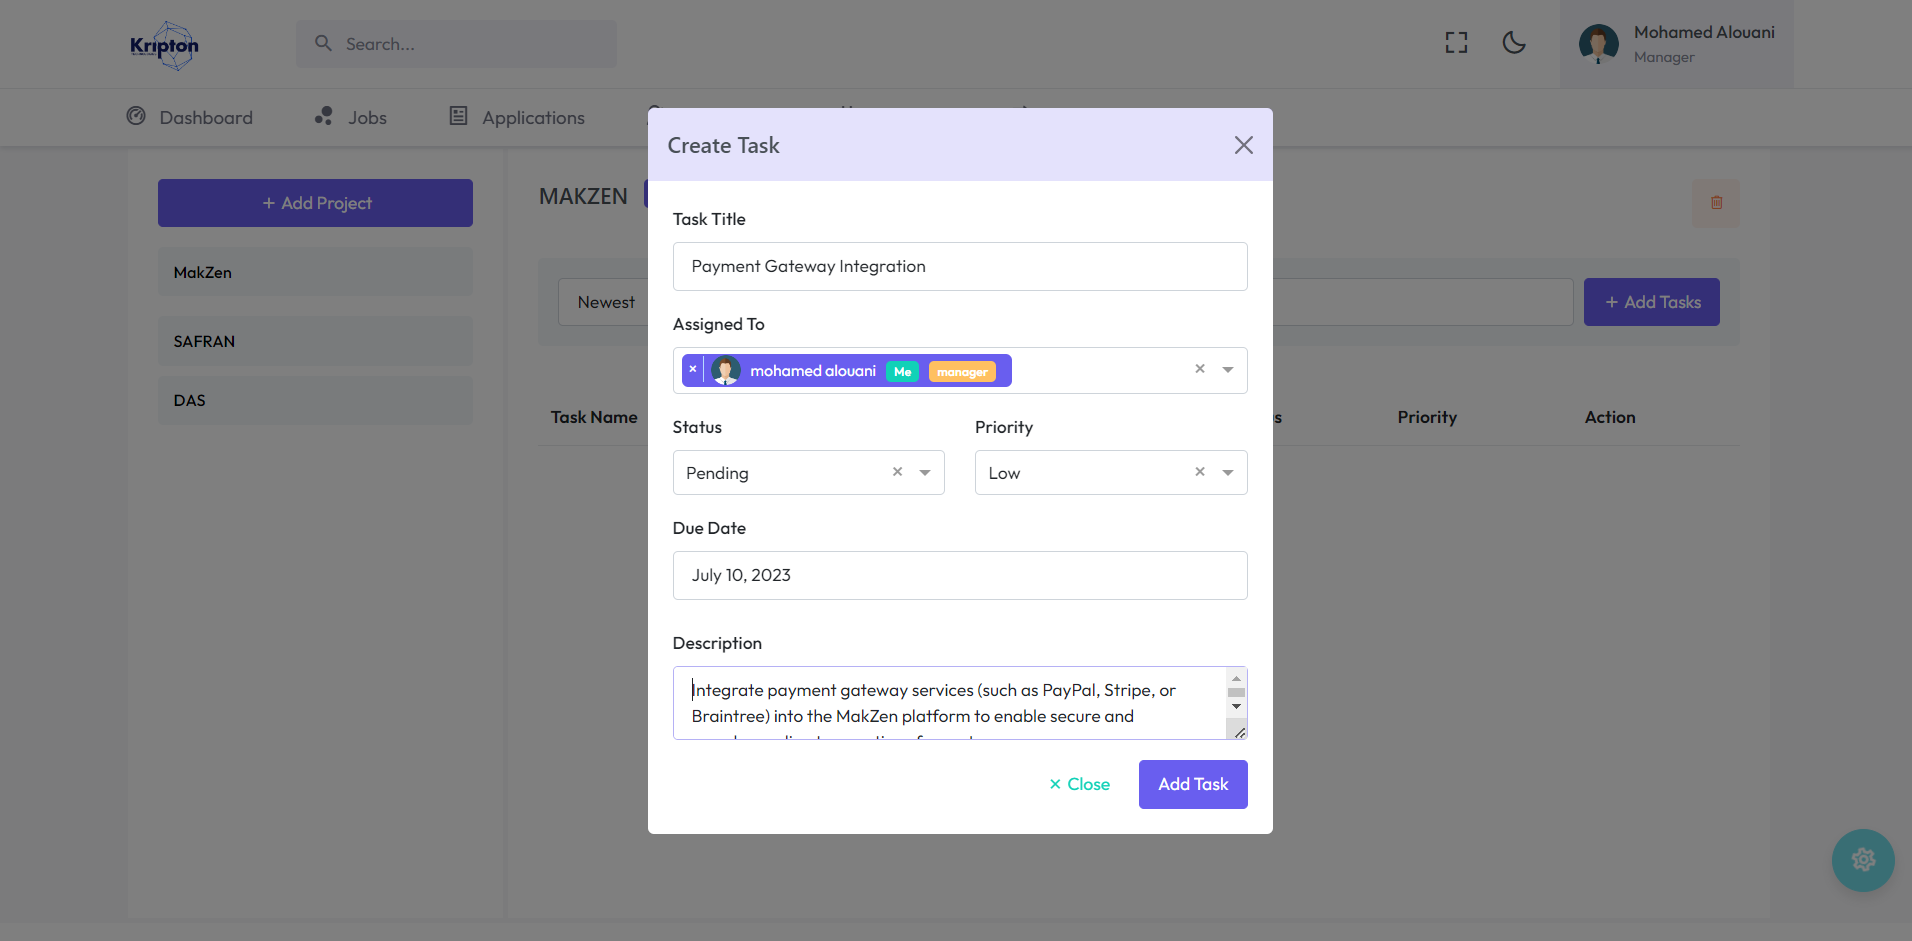 Kripton
Search...
Mohamed Alouani
Manager
Dashboard
Jobs
Applications
Create Task
+ Add Project
MAKZEN
Task Title
MakZen
Payment Gateway Integration
Newest
+ Add Tasks
Assigned To
SAFRAN
× mohamed alouani Me manager ×
DAS
Task Name
Status
Priority
Priority
Action
Pending ×
Low ×
Due Date
July 10, 2023
Description
Integrate payment gateway services (such as PayPal, Stripe, or
Braintree) into the MakZen platform to enable secure and
× Close
Add Task